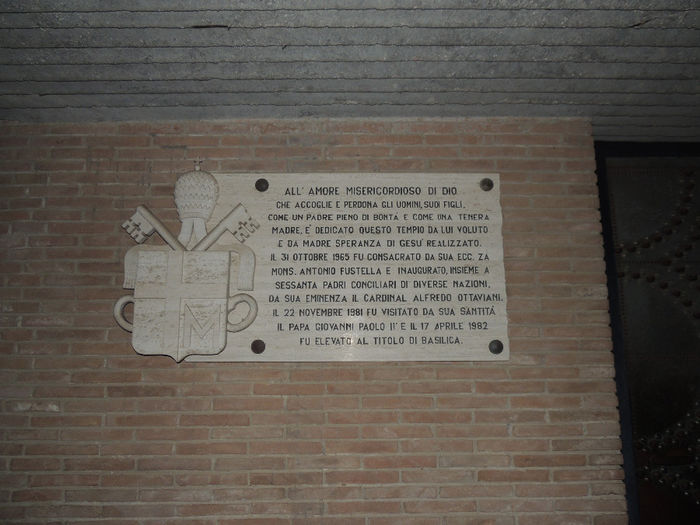 ALL' AMORE MISERICORDIOSO DI DIO
CHE ACCOGLIE E PERDONA GLI UOMINI, SUOI FIGLI,
COME UN PADRE PIENO DI BONTÀ E COME UNA TENERA
MADRE, E' DEDICATO QUESTO TEMPIO DA LUI VOLUTO
E DA MADRE SPERANZA DI GESU' REALIZZATO.
IL 31 OTTOBRE 1965 FU CONSACRATO DA SUA ECC. ZA
MONS. ANTONIO FUSTELLA E INAUGURATO, INSIEME A
SESSANTA PADRI CONCILIARI DI DIVERSE NAZIONI,
DA SUA EMINENZA IL CARDINAL ALFREDO OTTAVIANI.
IL 22 NOVEMBRE 1981 FU VISITATO DA SUA SANTITÀ
IL PAPA GIOVANNI PAOLO II° E IL 17 APRILE 1982
FU ELEVATO AL TITOLO DI BASILICA.
M